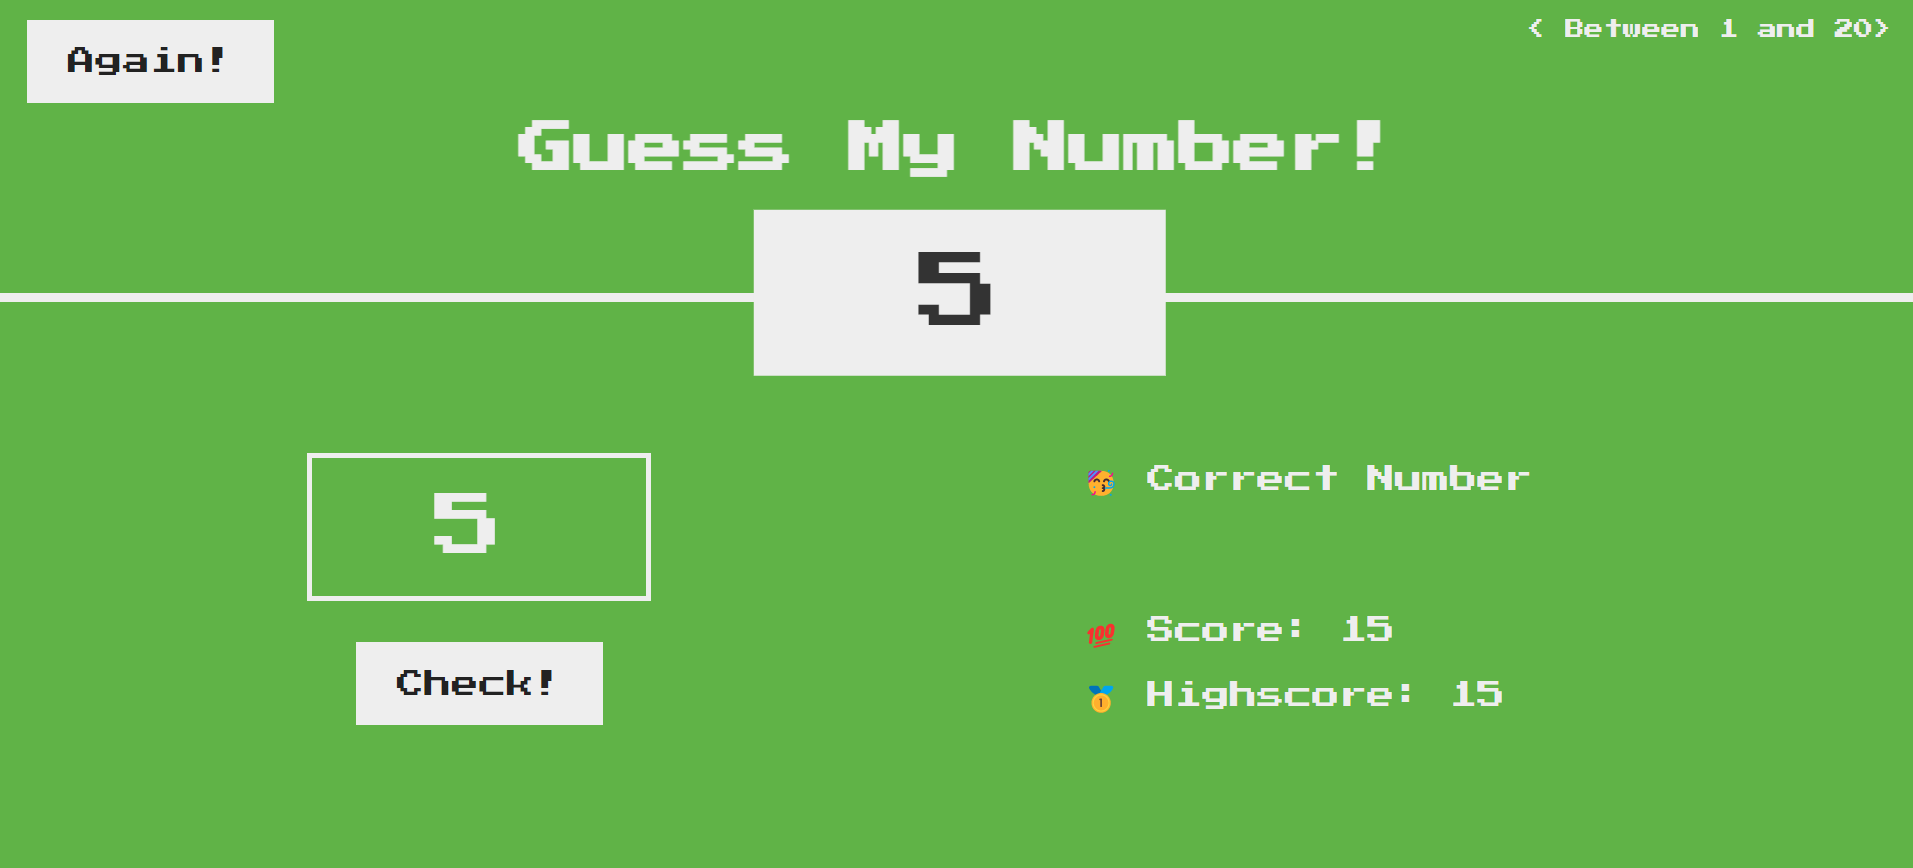 Again!
( Between 1 and 20)
Guess My Number!
5
5
Check!
🥳 Correct Number
💯 Score: 15
🥇 Highscore: 15